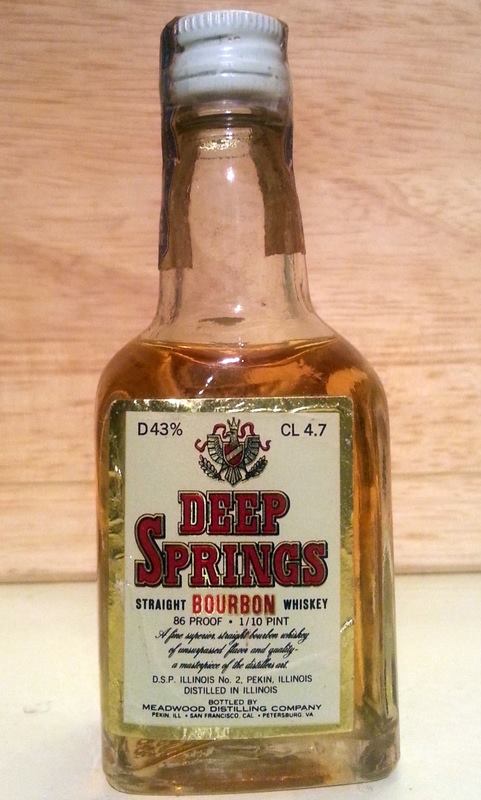 D43% CL 4.7
DEEP
SPRINGS
STRAIGHT BOURBON WHISKEY
86 PROOF • 1/10 PINT
A fine superior straight bourbon whiskey
of unsurpassed flavor and quality-
a masterpiece of the distillers art.
D.S.P. ILLINOIS No. 2, PEKIN, ILLINOIS
DISTILLED IN ILLINOIS
BOTTLED BY
MEADWOOD DISTILLING COMPANY
PEKIN, ILL • SAN FRANCISCO, CAL • PETERSBURG, VA